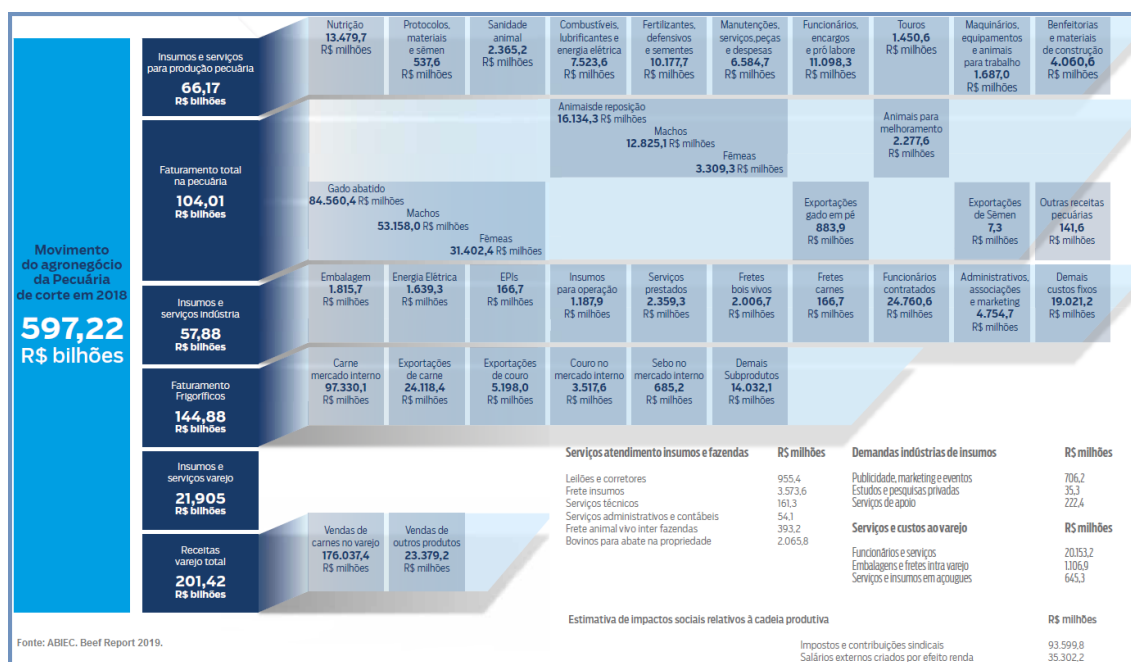 Movimento
do agronegócio
da Pecuária
de corte em 2018
597,22
R$ bilhões
Insumos e serviços
para produção pecuária
66,17
R$ bilhões
Nutrição
13.479,7
R$ milhões
Protocolos,
materiais
e sêmen
537,6
R$ milhões
Sanidade
animal
2.365,2
R$ milhões
Combustíveis,
lubrificantes e
energia elétrica
7.523,6
R$ milhões
Fertilizantes,
defensivos
e sementes
10.177,7
R$ milhões
Manutenções,
serviços,peças
e despesas
6.584,7
R$ milhões
Funcionários,
encargos
e pró labore
11.098,3
R$ milhões
Touros
1.450,6
R$ milhões
Maquinários,
equipamentos
e animais
para trabalho
1.687,0
R$ milhões
Benfeitorias
e materiais
de construção
4.060,6
R$ milhões
Faturamento total
na pecuária
104,01
R$ bilhões
Animaisde reposição
16.134,3 R$ milhões
Machos
12.825,1 R$ milhões
Fêmeas
3.309,3 R$ milhões
Animais para
melhoramento
2.277,6
R$ milhões
Gado abatido
84.560,4 R$ milhões
Machos
53.158,0 R$ milhões
Fêmeas
31.402,4 R$ milhões
Exportações
gado em pé
883,9
R$ milhões
Exportações
de Sêmen
7,3
R$ milhões
Outras receitas
pecuárias
141,6
R$ milhões
Insumos e
serviços indústria
57,88
R$ bilhões
Embalagem
1.815,7
R$ milhões
Energia Elétrica
1.639,3
R$ milhões
EPIs
166,7
R$ milhões
Insumos
para operação
1.187,9
R$ milhões
Serviços
prestados
2.359,3
R$ milhões
Fretes
bois vivos
2.006,7
R$ milhões
Fretes
carnes
166,7
R$ milhões
Funcionários
contratados
24.760,6
R$ milhões
Administrativos,
associações
e marketing
4.754,7
R$ milhões
Demais
custos fixos
19.021,2
R$ milhões
Faturamento
Frigoríficos
144,88
R$ bilhões
Carne
mercado interno
97.330,1
R$ milhões
Exportações
de carne
24.118,4
R$ milhões
Exportações
de couro
5.198,0
R$ milhões
Couro no
mercado interno
3.517,6
R$ milhões
Sebo no
mercado interno
685,2
R$ milhões
Demais
Subprodutos
14.032,1
R$ milhões
Insumos e
serviços varejo
21,905
R$ bilhões
Receitas
varejo total
201,42
R$ bilhões
Vendas de
carnes no varejo
176.037,4
R$ milhões
Vendas de
outros produtos
23.379,2
R$ milhões
Serviços atendimento insumos e fazendas R$ milhões
Leilões e corretores 955,4
Frete insumos 3.573,6
Serviços técnicos 161,3
Serviços administrativos e contábeis 54,1
Frete animal vivo inter fazendas 393,2
Bovinos para abate na propriedade 2.065,8
Demandas indústrias de insumos R$ milhões
Publicidade, marketing e eventos 706,2
Estudos e pesquisas privadas 35,3
Serviços de apoio 222,4
Serviços e custos ao varejo R$ milhões
Funcionários e serviços 20.153,2
Embalagens e fretes intra varejo 1.106,9
Serviços e insumos em açougues 645,3
Estimativa de impactos sociais relativos à cadeia produtiva R$ milhões
Impostos e contribuições sindicais 93.599,8
Salários externos criados por efeito renda 35.302,2
Fonte: ABIEC. Beef Report 2019.